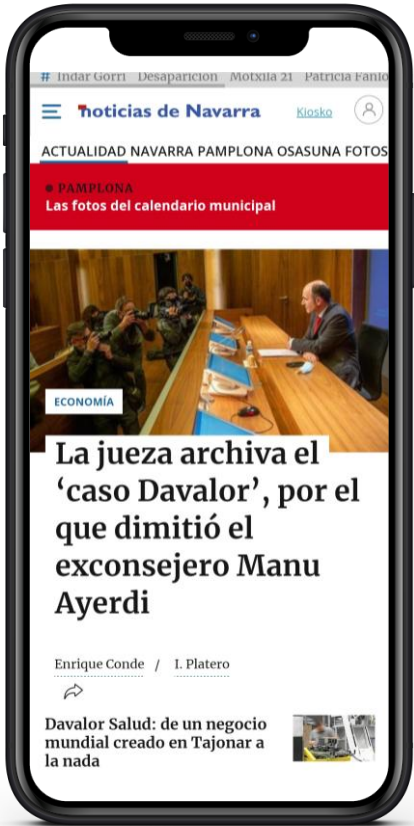 # Indar Gorri Desaparición Motxila 21 Patricia Fanlo
noticias de Navarra
Kiosko
ACTUALIDAD NAVARRA PAMPLONA OSASUNA FOTOS
PAMPLONA
Las fotos del calendario municipal
ECONOMÍA
La jueza archiva el
‘caso Davalor’, por el
que dimitió el
exconsejero Manu
Ayerdi
Enrique Conde / I. Platero
Davalor Salud: de un negocio
mundial creado en Tajonar a
la nada